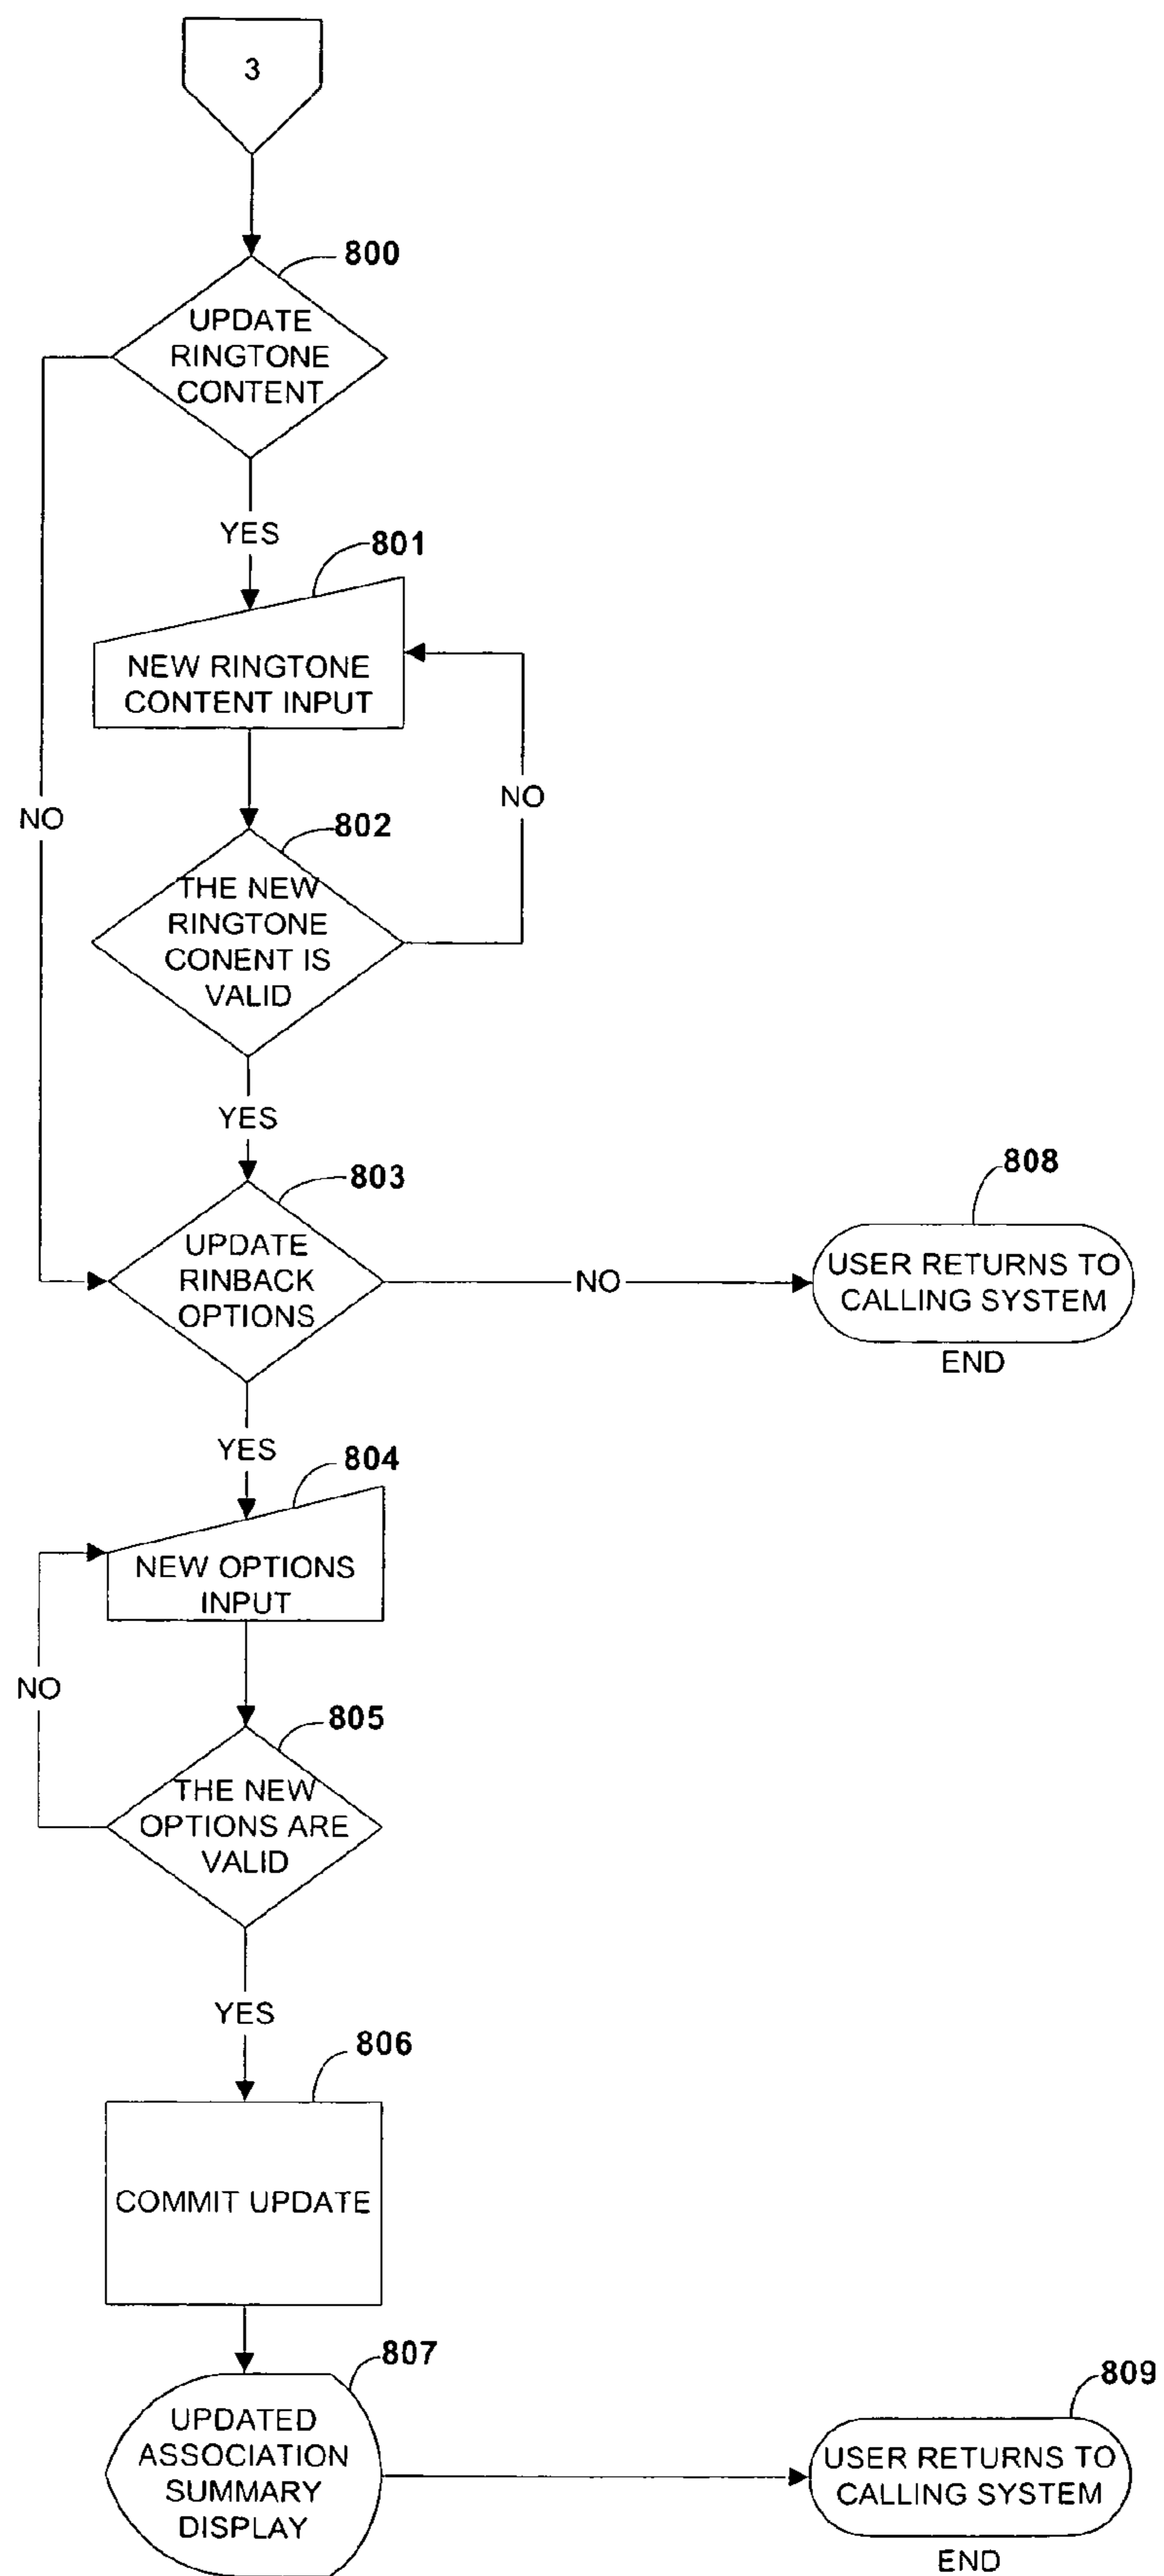 3
800
UPDATE
RINGTONE
CONTENT
YES
801
NEW RINGTONE
CONTENT INPUT
NO
NO
802
THE NEW
RINGTONE
CONENT IS
VALID
YES
803
UPDATE
RINBACK
OPTIONS
NO
808
USER RETURNS TO
CALLING SYSTEM
END
YES
804
NEW OPTIONS
INPUT
NO
805
THE NEW
OPTIONS ARE
VALID
YES
806
COMMIT UPDATE
807
UPDATED
ASSOCIATION
SUMMARY
DISPLAY
809
USER RETURNS TO
CALLING SYSTEM
END